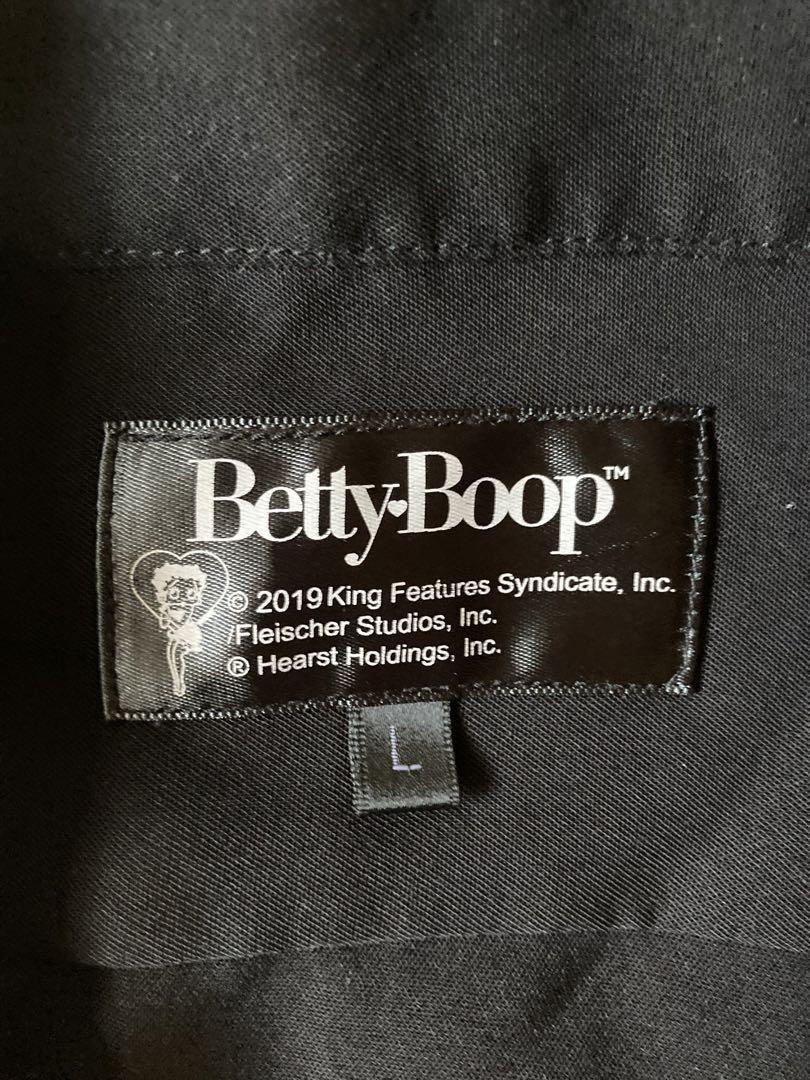 Betty♥Boop™
© 2019 King Features Syndicate, Inc.
/Fleischer Studios, Inc.
® Hearst Holdings, Inc.
L